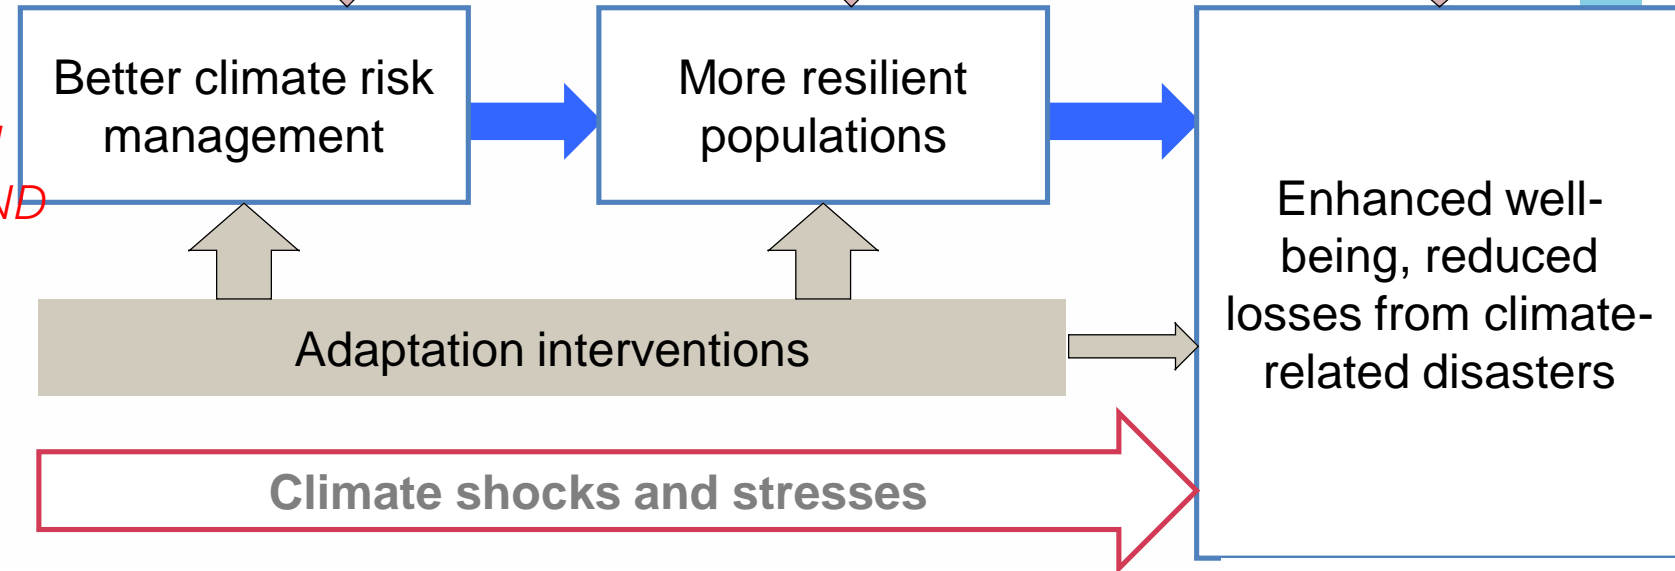 Better climate risk
management
More resilient
populations
ND
Enhanced well-
being, reduced
losses from climate-
related disasters
Adaptation interventions
Climate shocks and stresses